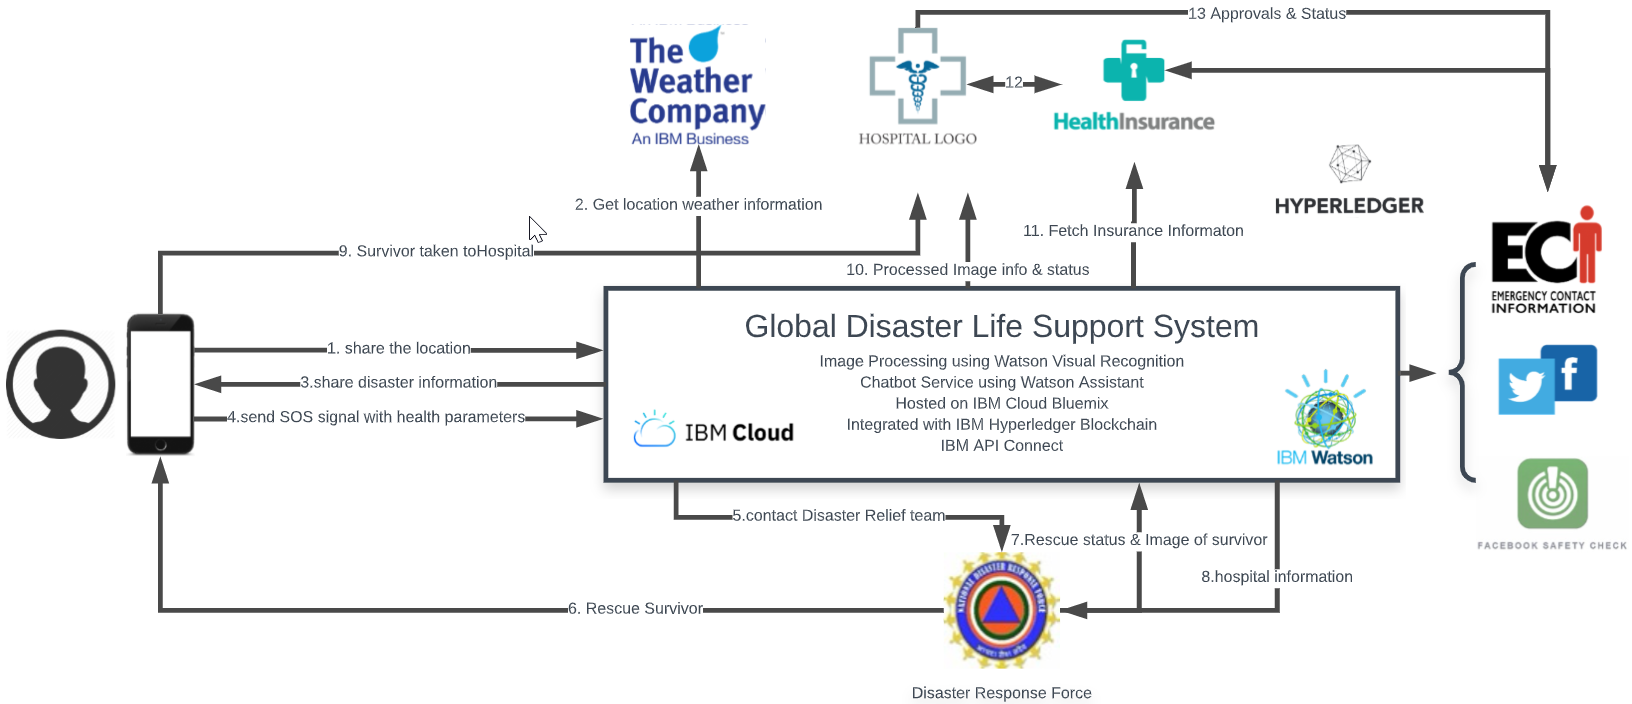 13 Approvals & Status
The
Weather
Company
An IBM Business
HOSPITAL LOGO
12
HealthInsurance
HYPERLEDGER
2. Get location weather information
11. Fetch Insurance Informaton
9. Survivor taken toHospital
10. Processed Image info & status
ECi
EMERGENCY CONTACT
INFORMATION
Global Disaster Life Support System
Image Processing using Watson Visual Recognition
Chatbot Service using Watson Assistant
Hosted on IBM Cloud Bluemix
Integrated with IBM Hyperledger Blockchain
IBM API Connect
IBM Cloud
IBM Watson
1. share the location
3.share disaster information
4.send SOS signal with health parameters
f
FACEBOOK SAFETY CHECK
5.contact Disaster Relief team
7.Rescue status & Image of survivor
8.hospital information
6. Rescue Survivor
NATIONAL DISASTER RESPONSE FORCE
Disaster Response Force